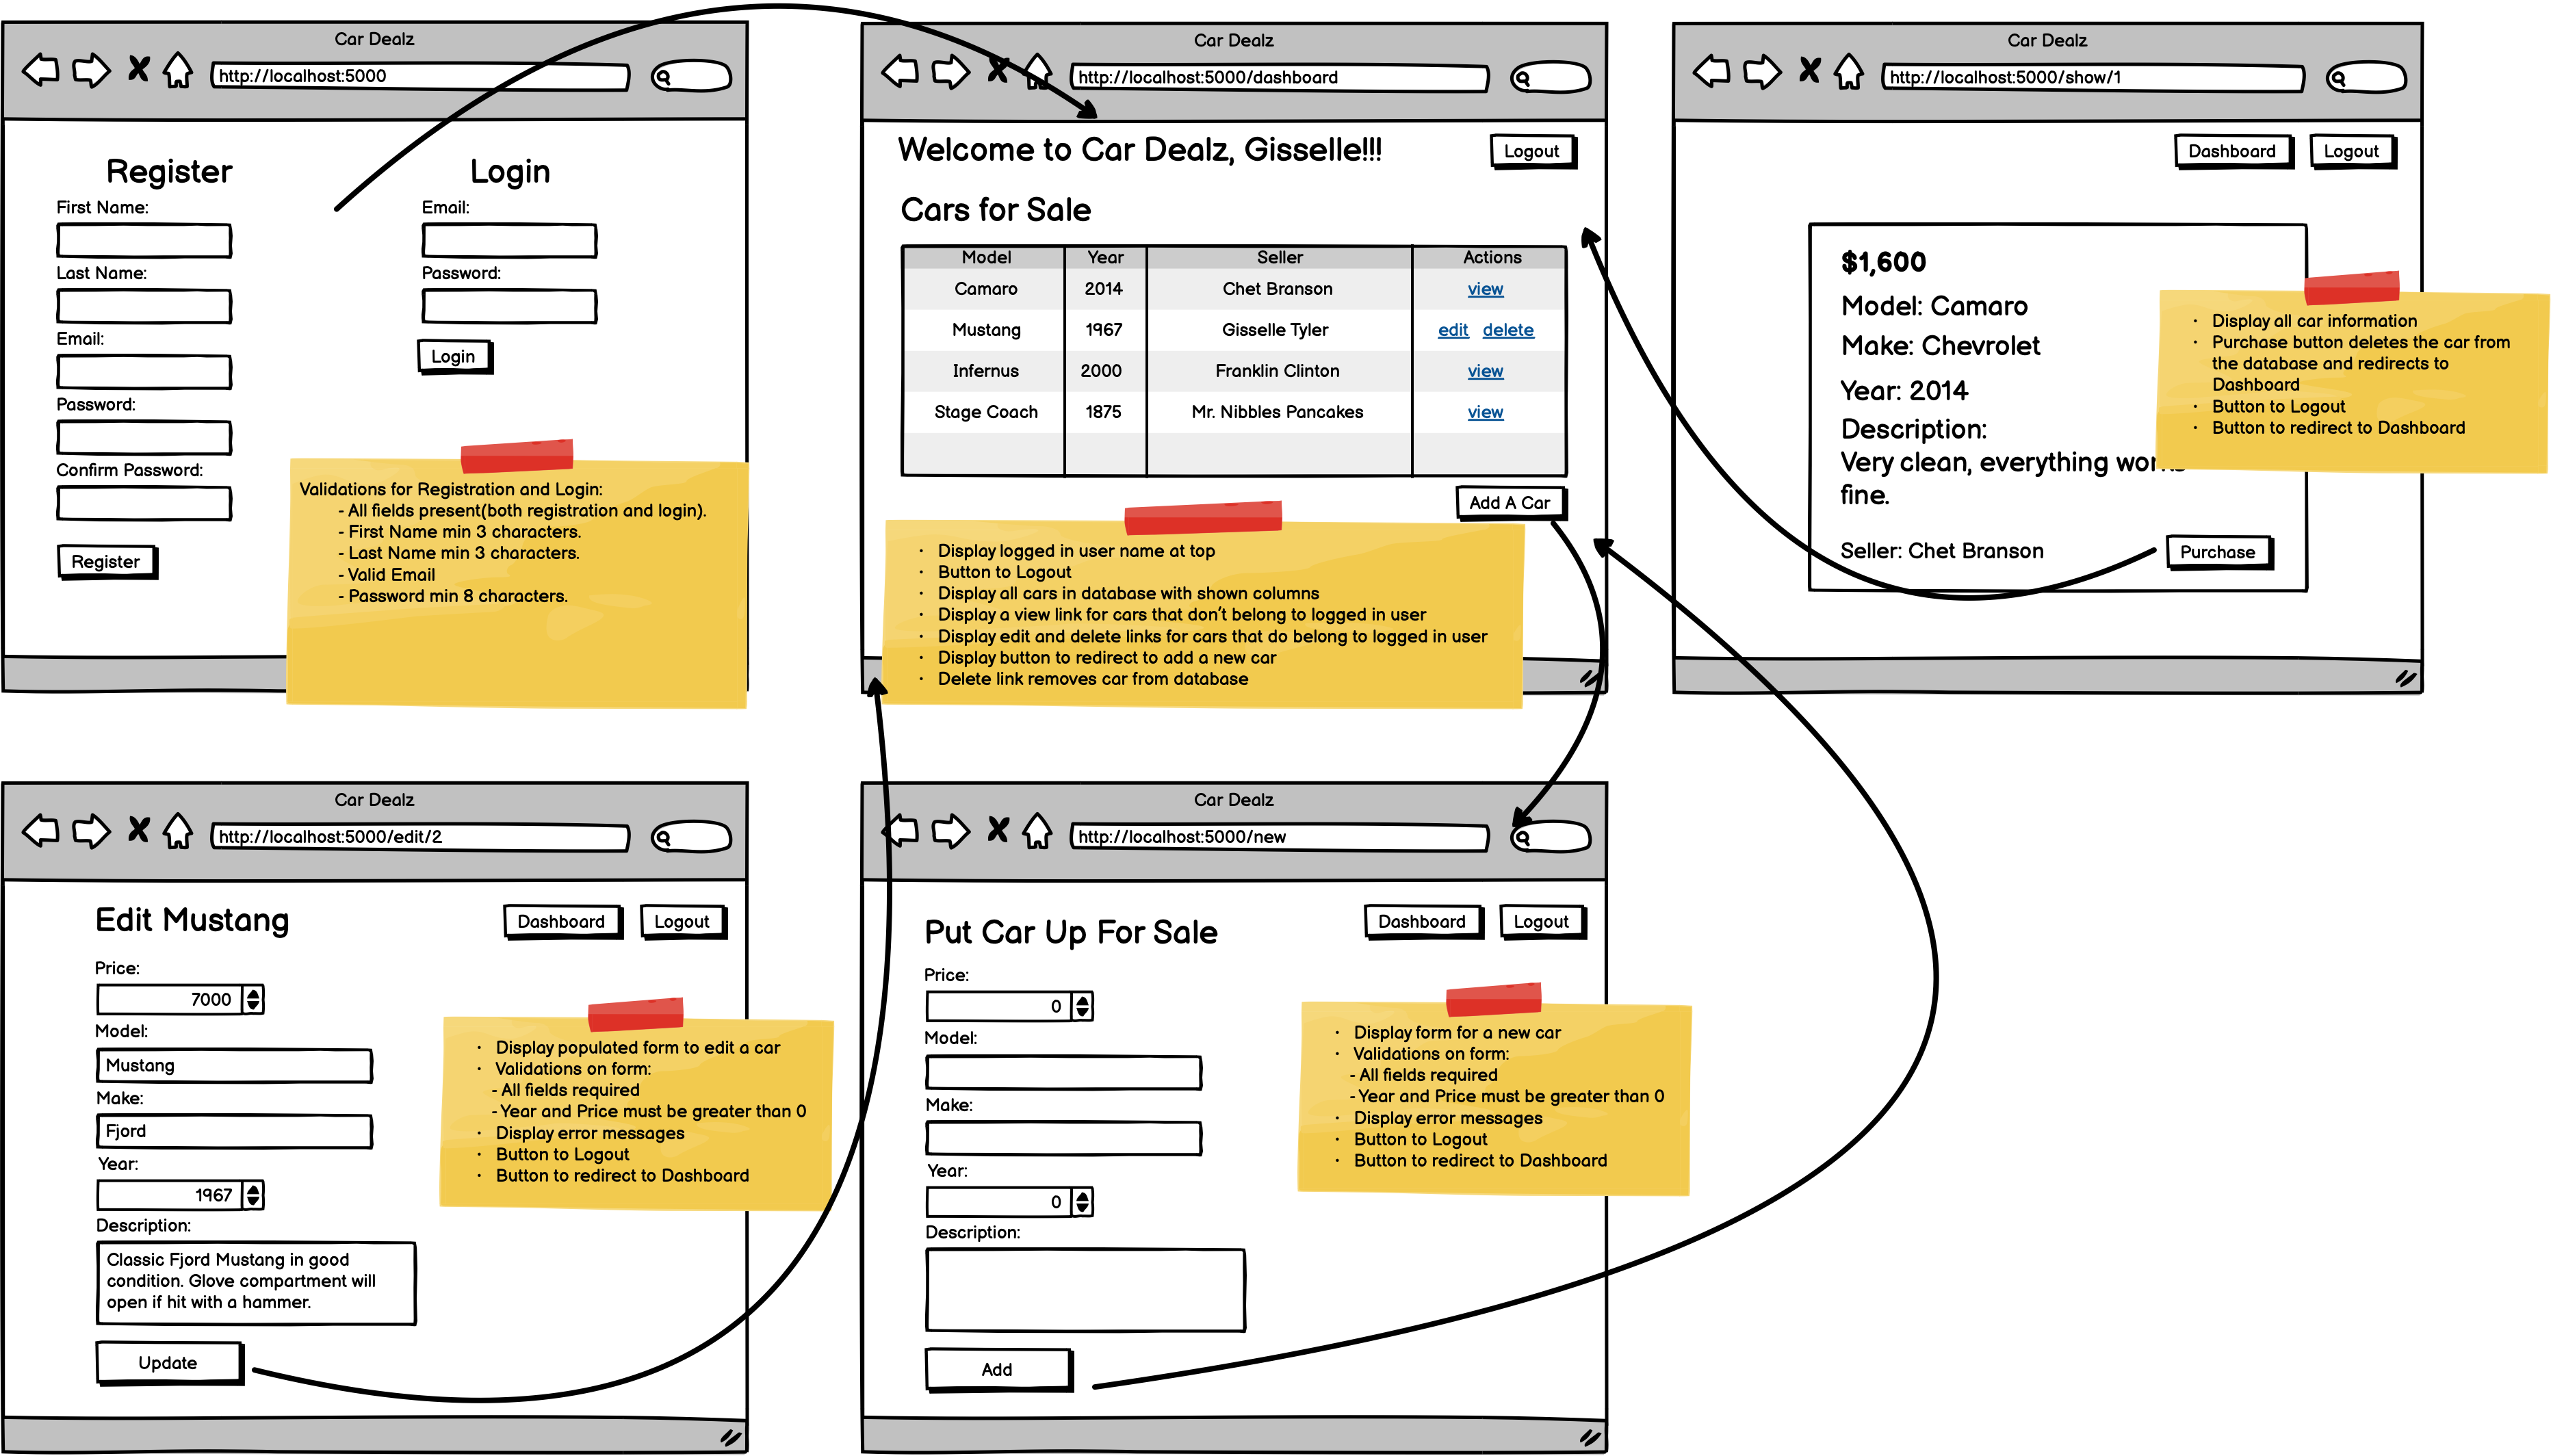 Car Dealz
http://localhost:5000
Register
First Name:
Last Name:
Email:
Password:
Confirm Password:
Register
Login
Email:
Password:
Login
Validations for Registration and Login:
- All fields present(both registration and login).
- First Name min 3 characters.
- Last Name min 3 characters.
- Valid Email
- Password min 8 characters.
Car Dealz
http://localhost:5000/dashboard
Welcome to Car Dealz, Gisselle!!!
Logout
Cars for Sale
Model Year Seller Actions
Camaro 2014 Chet Branson view
Mustang 1967 Gisselle Tyler edit delete
Infernus 2000 Franklin Clinton view
Stage Coach 1875 Mr. Nibbles Pancakes view
Add A Car
· Display logged in user name at top
· Button to Logout
· Display all cars in database with shown columns
· Display a view link for cars that don't belong to logged in user
· Display edit and delete links for cars that do belong to logged in user
· Display button to redirect to add a new car
· Delete link removes car from database
Car Dealz
http://localhost:5000/show/1
Dashboard Logout
$1,600
Model: Camaro
Make: Chevrolet
Year: 2014
Description:
Very clean, everything works
fine.
Seller: Chet Branson
Purchase
· Display all car information
· Purchase button deletes the car from
the database and redirects to
Dashboard
· Button to Logout
· Button to redirect to Dashboard
Car Dealz
http://localhost:5000/edit/2
Edit Mustang
Dashboard Logout
Price:
7000
Model:
Mustang
Make:
Fjord
Year:
1967
Description:
Classic Fjord Mustang in good
condition. Glove compartment will
open if hit with a hammer.
Update
· Display populated form to edit a car
· Validations on form:
- All fields required
- Year and Price must be greater than 0
· Display error messages
· Button to Logout
· Button to redirect to Dashboard
Car Dealz
http://localhost:5000/new
Put Car Up For Sale
Dashboard Logout
Price:
0
Model:
Make:
Year:
0
Description:
Add
· Display form for a new car
· Validations on form:
- All fields required
- Year and Price must be greater than 0
· Display error messages
· Button to Logout
· Button to redirect to Dashboard